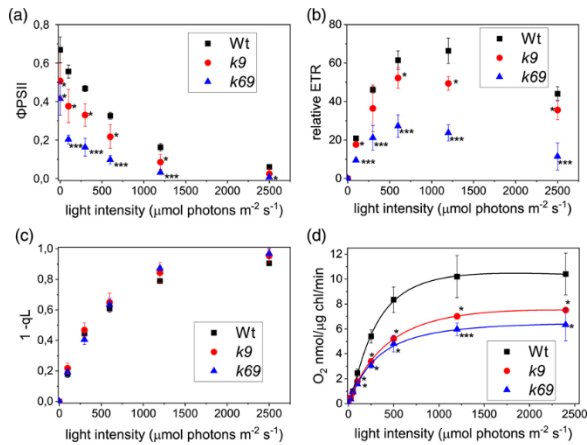 (a)
ΦPSII
0,8
0,6
0,4
0,2
0,0
Wt
k9
k69
* * * * * *
*** *** *** ***
0 500 1000 1500 2000 2500
light intensity (μmol photons m⁻² s⁻¹)
(b)
relative ETR
80
70
60
50
40
30
20
10
0
Wt
k9
k69
* * * *
*** *** *** *** ***
0 500 1000 1500 2000 2500
light intensity (μmol photons m⁻² s⁻¹)
(c)
1 -qL
1,0
0,8
0,6
0,4
0,2
0,0
Wt
k9
k69
0 500 1000 1500 2000 2500
light intensity (μmol photons m⁻² s⁻¹)
(d)
O₂ nmol/μg chl/min
14
12
10
8
6
4
2
0
Wt
k9
k69
* * * *
* * *** *
0 500 1000 1500 2000 2500
light intensity (μmol photons m⁻² s⁻¹)